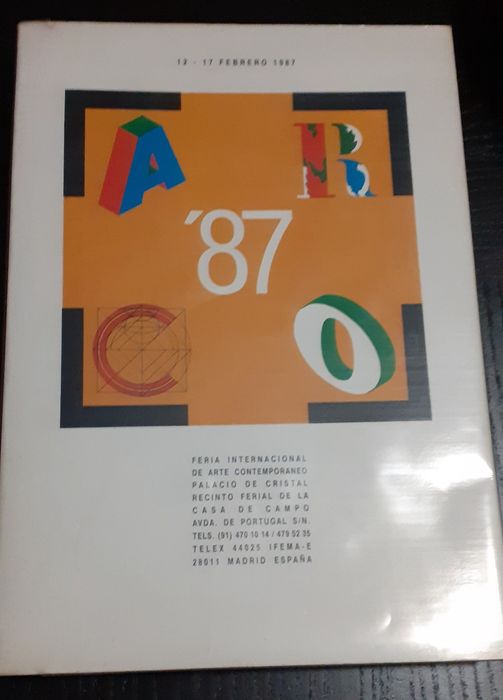 12 - 17 FEBRERO 1987
A R
'87
C O
FERIA INTERNACIONAL
DE ARTE CONTEMPORANEO
PALACIO DE CRISTAL
RECINTO FERIAL DE LA
CASA DE CAMPO
AVDA. DE PORTUGAL S/N.
TELS. (91) 470 10 14 / 479 52 35
TELEX 44025 IFEMA-E
28011 MADRID ESPAÑA